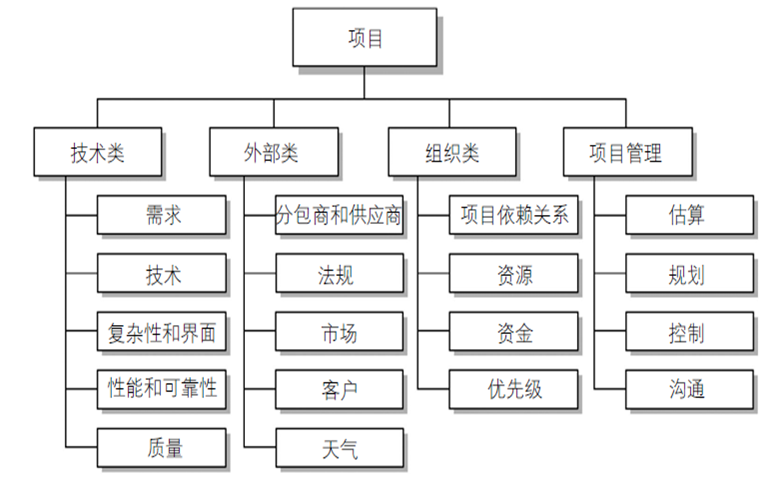 项目
技术类
外部类
组织类
项目管理
需求
分包商和供应商
项目依赖关系
估算
技术
法规
资源
规划
复杂性和界面
市场
资金
控制
性能和可靠性
客户
优先级
沟通
质量
天气